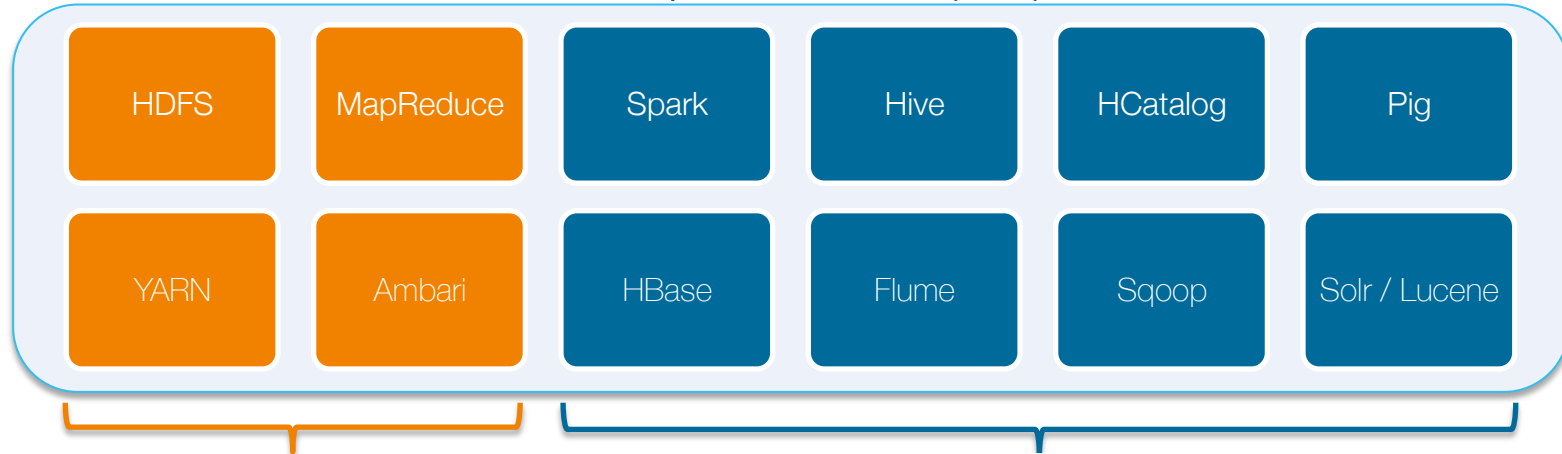 HDFS
MapReduce
Spark
Hive
HCatalog
Pig
YARN
Ambari
HBase
Flume
Sqoop
Solr / Lucene